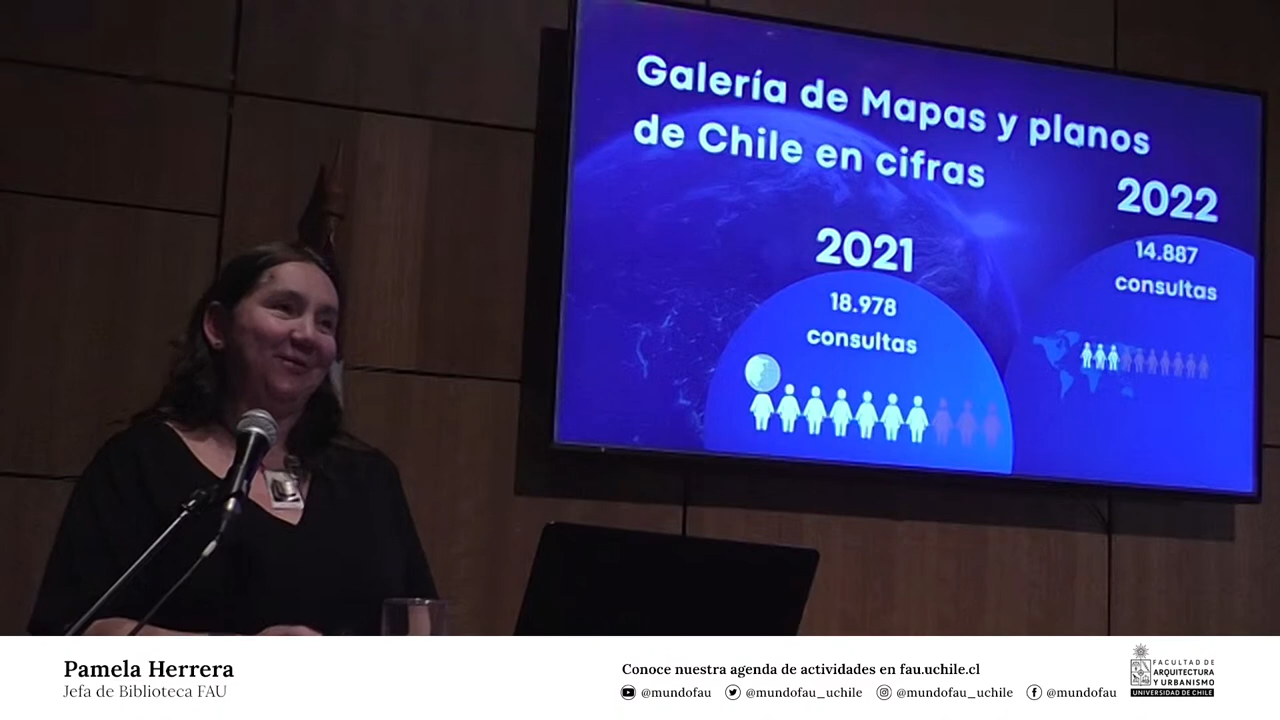 Galería de Mapas y planos
de Chile en cifras
2021
18.978
consultas
2022
14.887
consultas
Pamela Herrera
Jefa de Biblioteca FAU
Conoce nuestra agenda de actividades en fau.uchile.cl
@mundofau @mundofau_uchile @mundofau_uchile @mundofau
FACULTAD DE
ARQUITECTURA
Y URBANISMO
UNIVERSIDAD DE CHILE